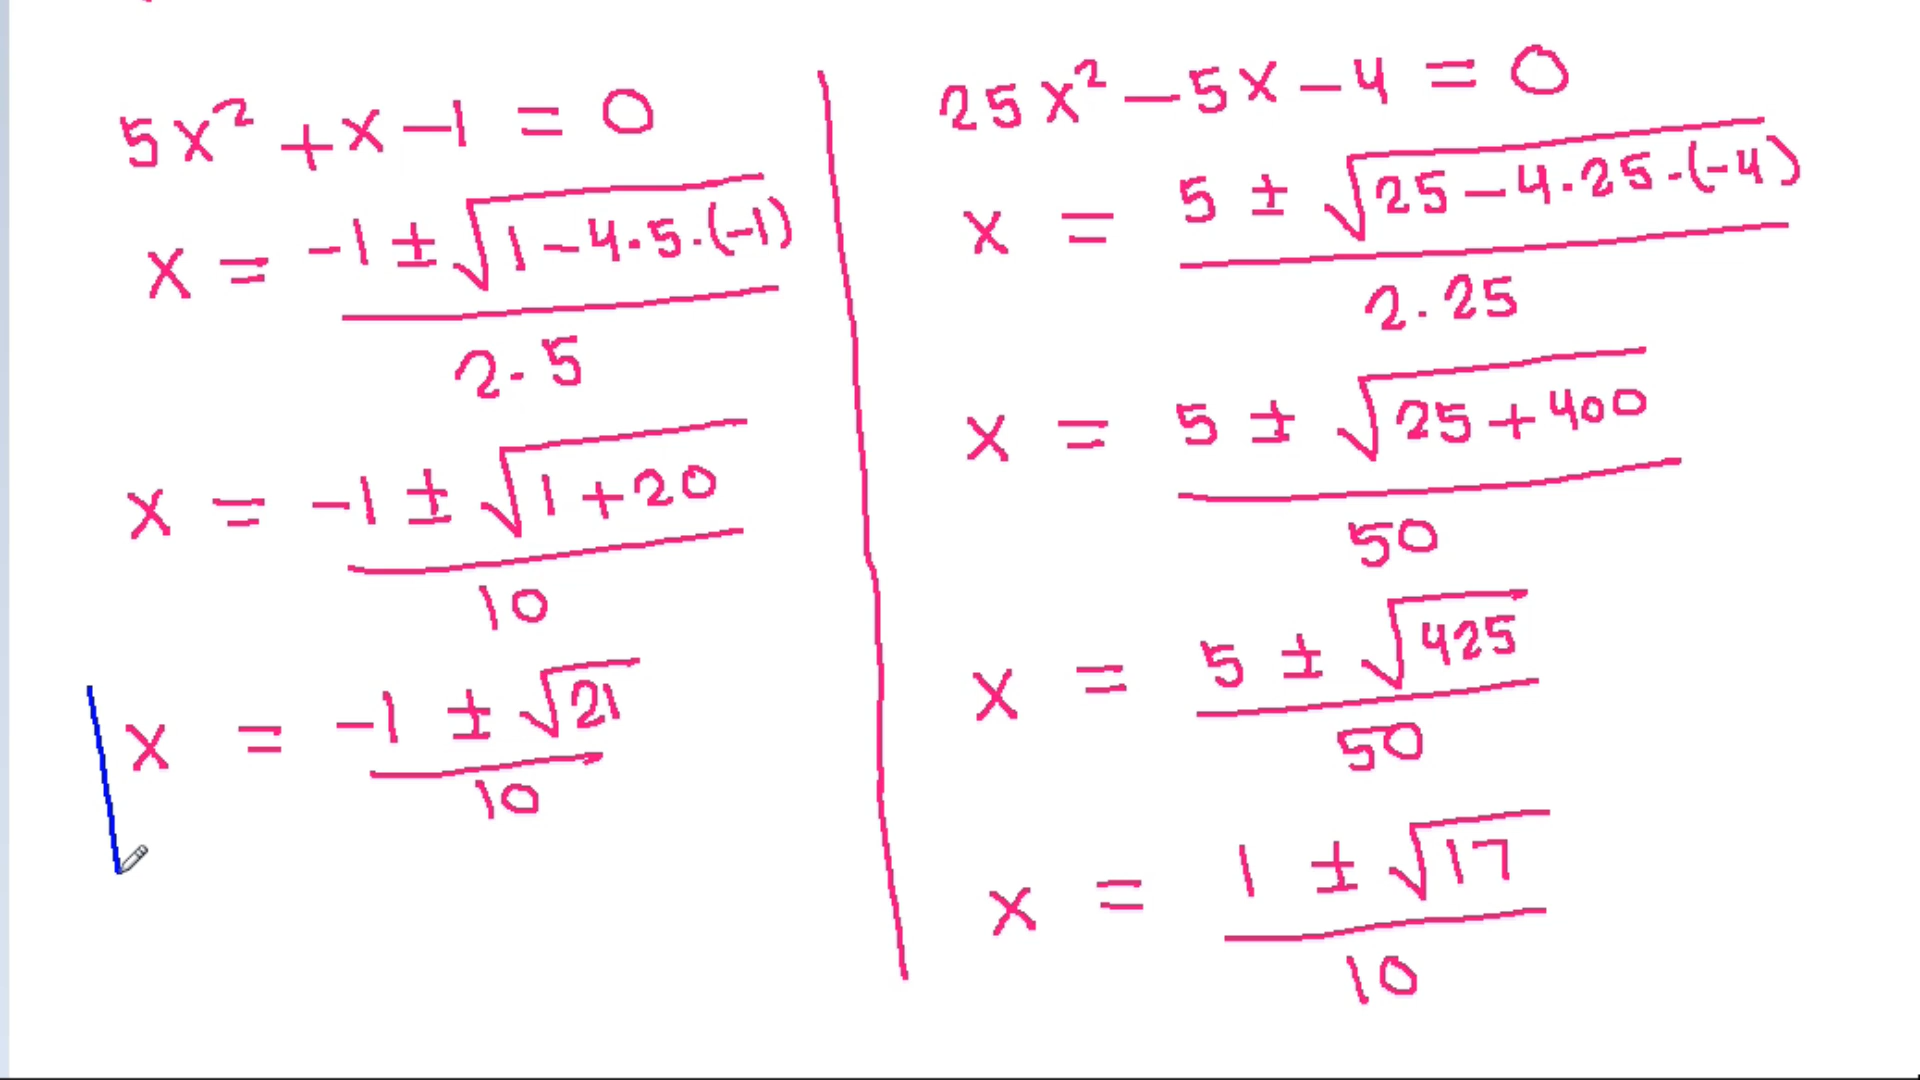 5x² + x − 1 = 0
x = −1 ± √(1 − 4·5·(−1)) / 2·5
x = −1 ± √(1 + 20) / 10
x = −1 ± √21 / 10
25x² − 5x − 4 = 0
x = 5 ± √(25 − 4·25·(−4)) / 2·25
x = 5 ± √(25 + 400) / 50
x = 5 ± √425 / 50
x = 1 ± √17 / 10